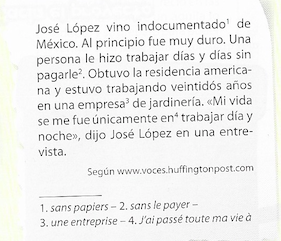 José López vino indocumentado¹ de
México. Al principio fue muy duro. Una
persona le hizo trabajar días y días sin
pagarle². Obtuvo la residencia america-
na y estuvo trabajando veintidós años
en una empresa³ de jardinería. «Mi vida
se me fue únicamente en⁴ trabajar día y
noche», dijo José López en una entre-
vista.
Según www.voces.huffingtonpost.com
1. sans papiers – 2. sans le payer –
3. une entreprise – 4. J'ai passé toute ma vie à